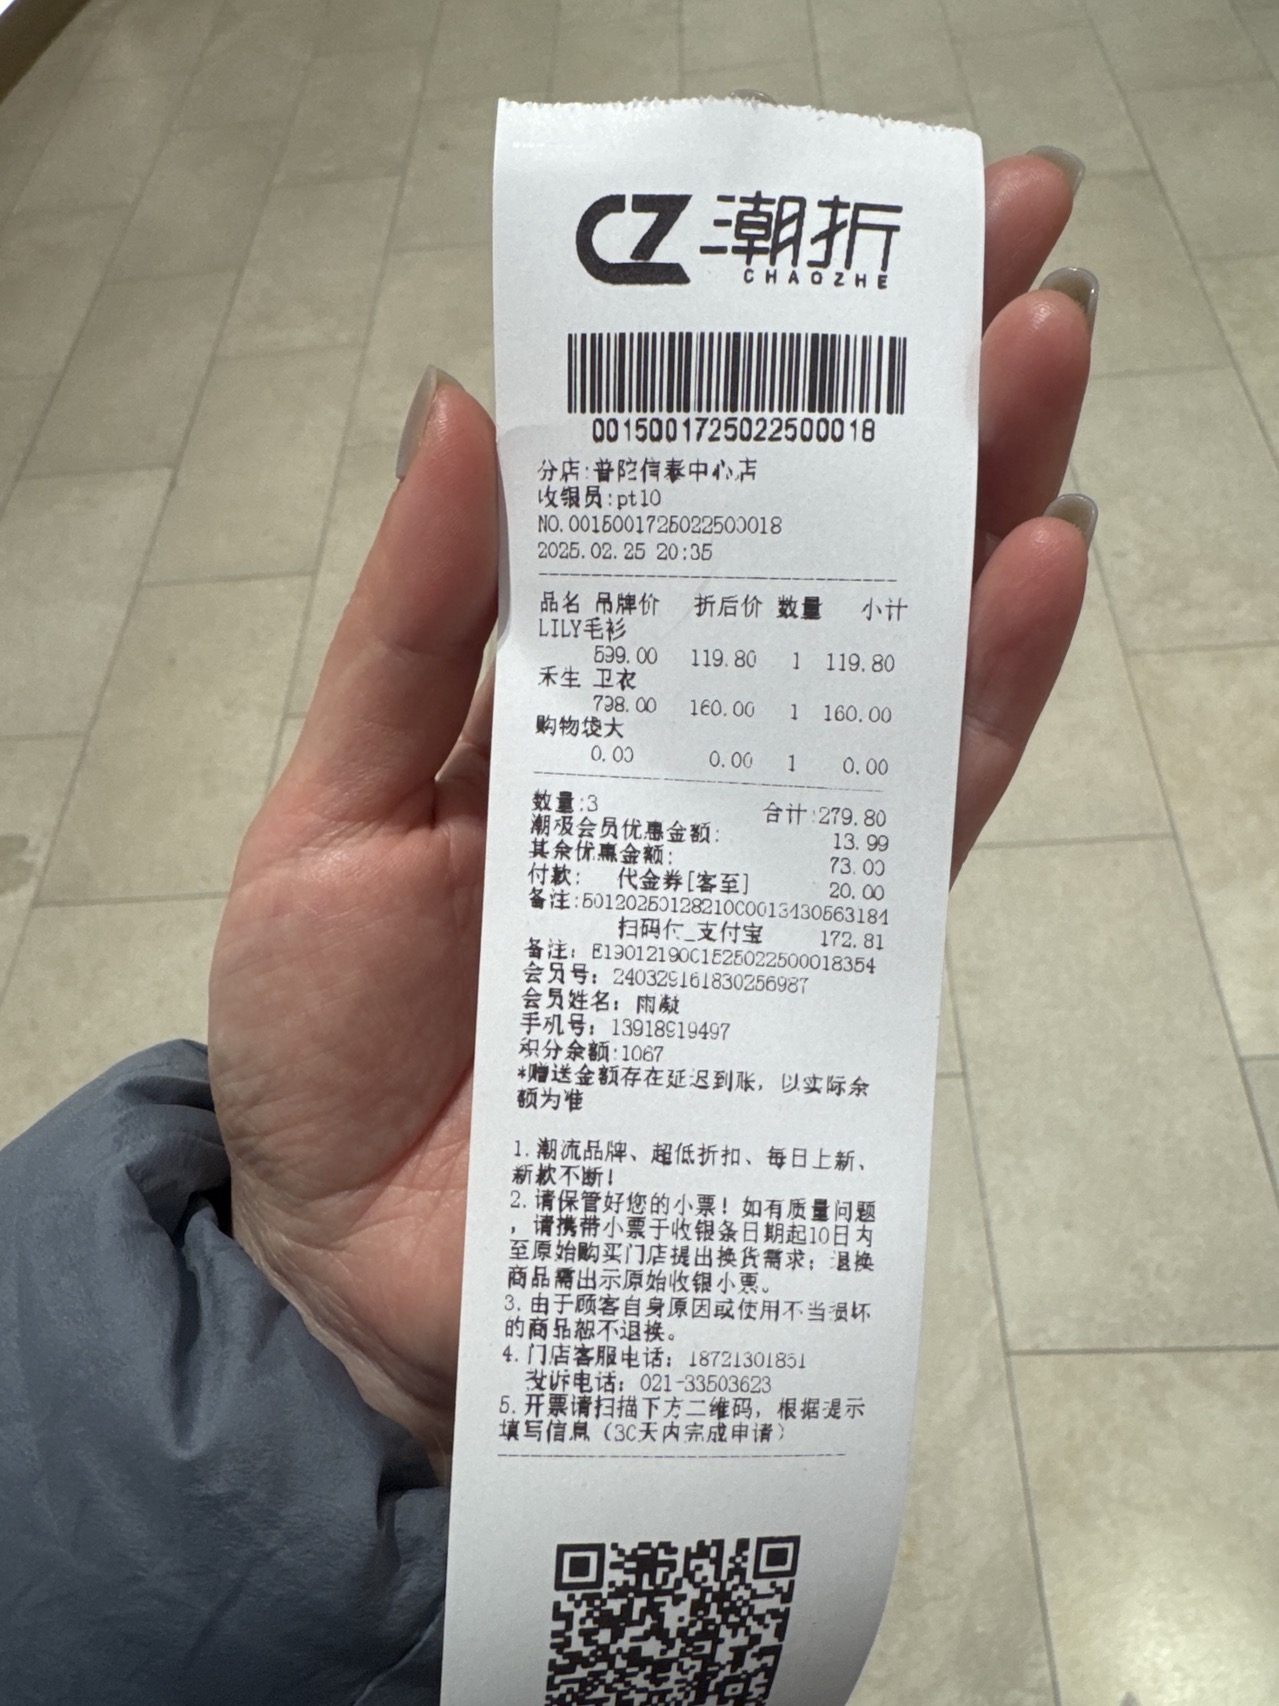 CZ 潮折
CHAOZHE
0015001725022500018
分店:普陀信泰中心店
收银员:pt10
NO.0015001725022500018
2025.02.25 20:35
品名 吊牌价 折后价 数量 小计
LILY毛衫
599.00 119.80 1 119.80
禾生 卫衣
798.00 160.00 1 160.00
购物袋大
0.00 0.00 1 0.00
数量:3 合计:279.80
潮极会员优惠金额: 13.99
其余优惠金额: 73.00
付款: 代金券[客至] 20.00
备注:5012025012821000013430563184
扫码付_支付宝 172.81
备注: E1901219001525022500018354
会员号: 240329161830256987
会员姓名: 雨凝
手机号: 13918919497
积分余额:1067
*赠送金额存在延迟到账, 以实际余
额为准
1.潮流品牌、超低折扣、每日上新、
新款不断!
2.请保管好您的小票! 如有质量问题
, 请携带小票于收银条日期起10日内
至原始购买门店提出换货需求; 退换
商品需出示原始收银小票。
3.由于顾客自身原因或使用不当损坏
的商品恕不退换。
4.门店客服电话: 18721301851
投诉电话: 021-33503623
5.开票请扫描下方二维码, 根据提示
填写信息 (30天内完成申请)